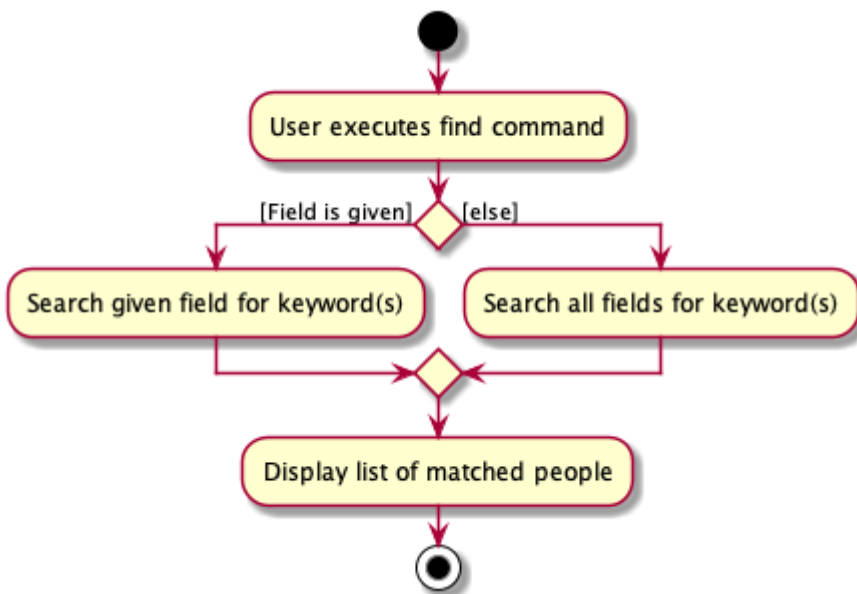 User executes find command
[Field is given]
[else]
Search given field for keyword(s)
Search all fields for keyword(s)
Display list of matched people